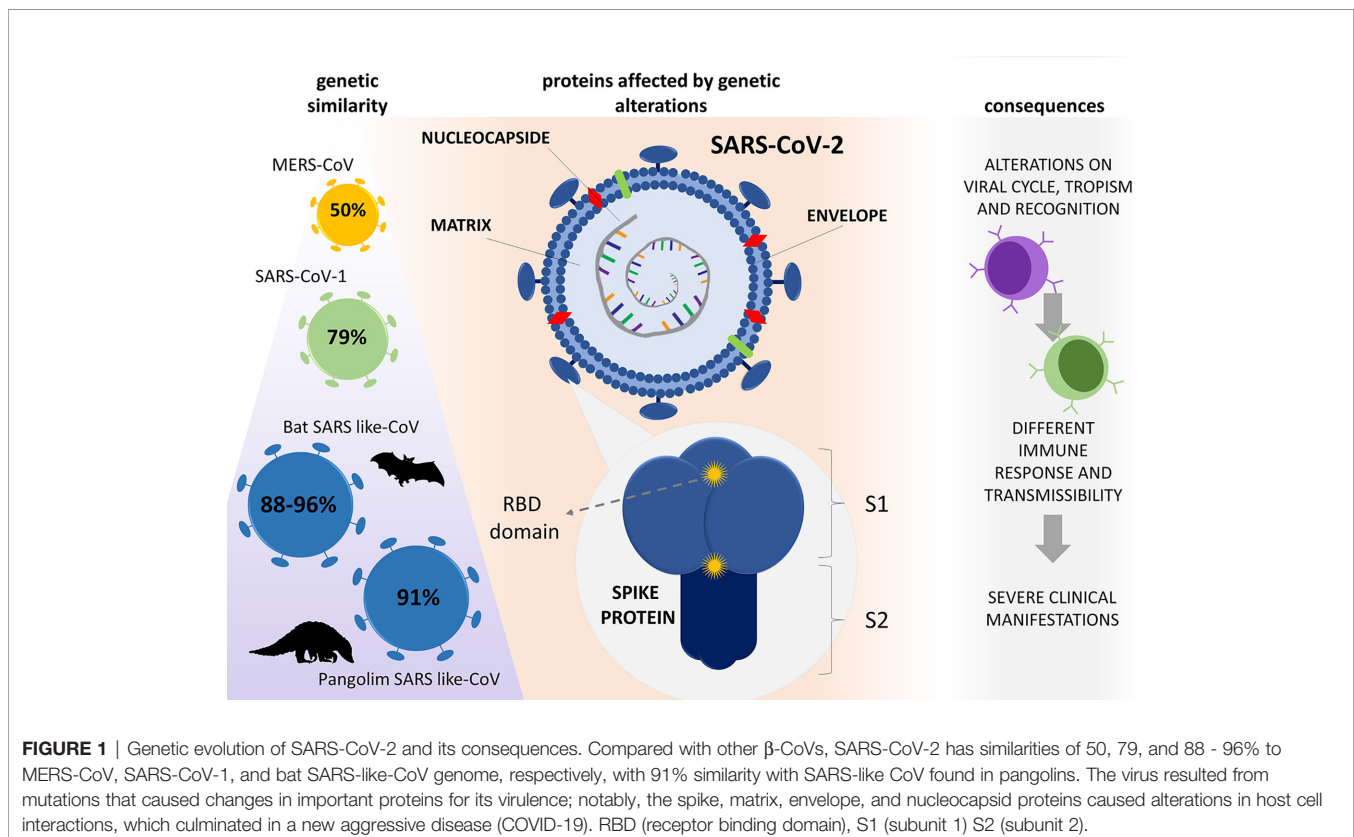 genetic
similarity
proteins affected by genetic
alterations
consequences
MERS-CoV
50%
SARS-CoV-1
79%
Bat SARS like-CoV
88-96%
91%
Pangolim SARS like-CoV
NUCLEOCAPSIDE
SARS-CoV-2
MATRIX
ENVELOPE
RBD
domain
SPIKE
PROTEIN
S1
S2
ALTERATIONS ON
VIRAL CYCLE, TROPISM
AND RECOGNITION
DIFFERENT
IMMUNE
RESPONSE AND
TRANSMISSIBILITY
SEVERE CLINICAL
MANIFESTATIONS
FIGURE 1 | Genetic evolution of SARS-CoV-2 and its consequences. Compared with other β-CoVs, SARS-CoV-2 has similarities of 50, 79, and 88 - 96% to
MERS-CoV, SARS-CoV-1, and bat SARS-like-CoV genome, respectively, with 91% similarity with SARS-like CoV found in pangolins. The virus resulted from
mutations that caused changes in important proteins for its virulence; notably, the spike, matrix, envelope, and nucleocapsid proteins caused alterations in host cell
interactions, which culminated in a new aggressive disease (COVID-19). RBD (receptor binding domain), S1 (subunit 1) S2 (subunit 2).